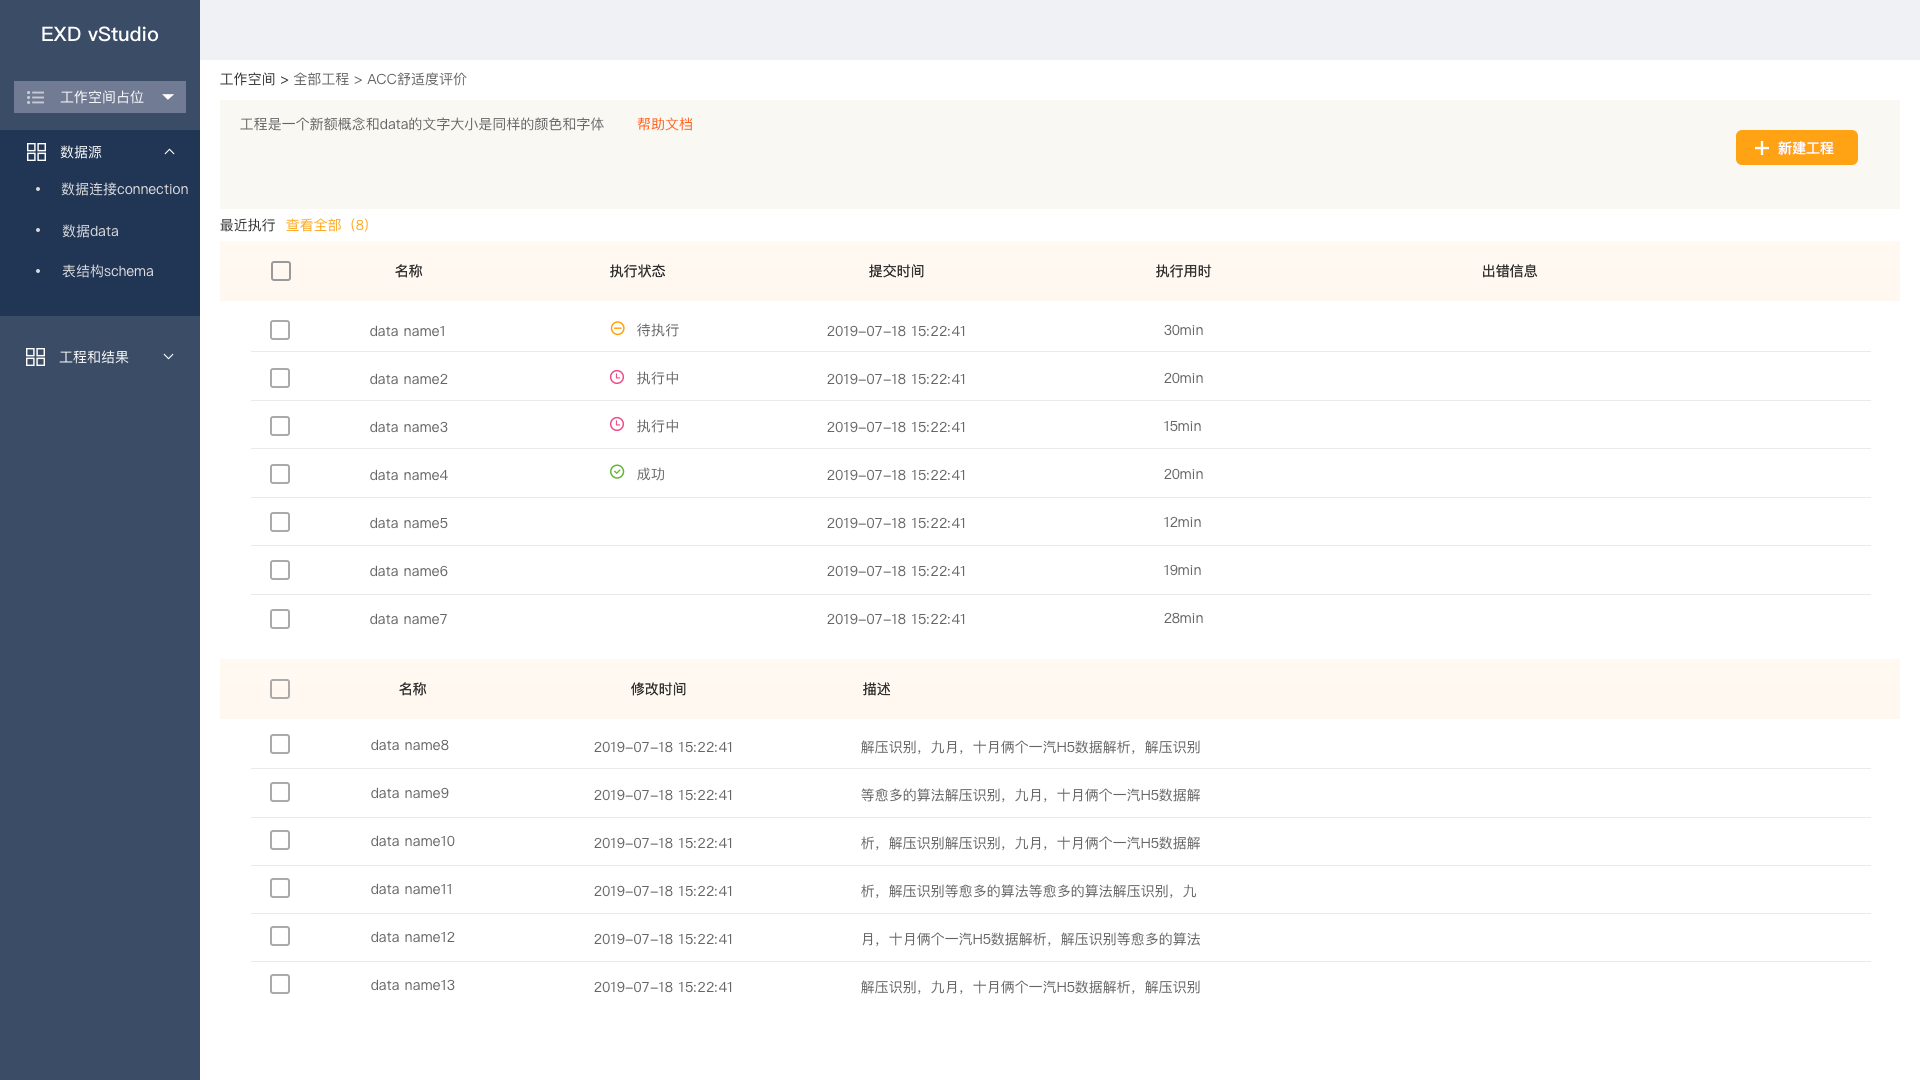 EXD vStudio
工作空间占位
数据源
数据连接connection
数据data
表结构schema
工程和结果
工作空间 > 全部工程 > ACC舒适度评价
工程是一个新额概念和data的文字大小是同样的颜色和字体 帮助文档
新建工程
最近执行 查看全部（8）
名称 执行状态 提交时间 执行用时 出错信息
data name1 待执行 2019-07-18 15:22:41 30min
data name2 执行中 2019-07-18 15:22:41 20min
data name3 执行中 2019-07-18 15:22:41 15min
data name4 成功 2019-07-18 15:22:41 20min
data name5 2019-07-18 15:22:41 12min
data name6 2019-07-18 15:22:41 19min
data name7 2019-07-18 15:22:41 28min
名称 修改时间 描述
data name8 2019-07-18 15:22:41 解压识别，九月，十月俩个一汽H5数据解析，解压识别
data name9 2019-07-18 15:22:41 等愈多的算法解压识别，九月，十月俩个一汽H5数据解
data name10 2019-07-18 15:22:41 析，解压识别解压识别，九月，十月俩个一汽H5数据解
data name11 2019-07-18 15:22:41 析，解压识别等愈多的算法等愈多的算法解压识别，九
data name12 2019-07-18 15:22:41 月，十月俩个一汽H5数据解析，解压识别等愈多的算法
data name13 2019-07-18 15:22:41 解压识别，九月，十月俩个一汽H5数据解析，解压识别